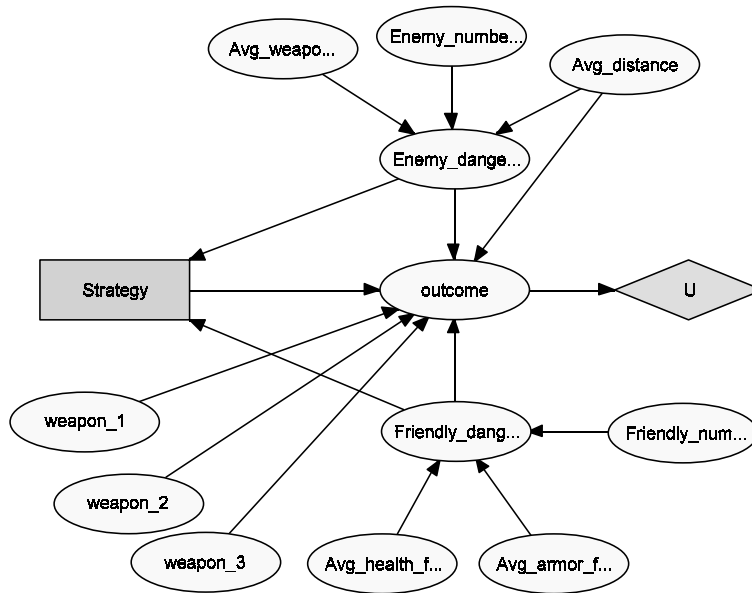 Enemy_numbe...
Avg_weapo...
Avg_distance
Enemy_dange...
Strategy
outcome
U
weapon_1
Friendly_dang...
Friendly_num...
weapon_2
weapon_3
Avg_health_f...
Avg_armor_f...